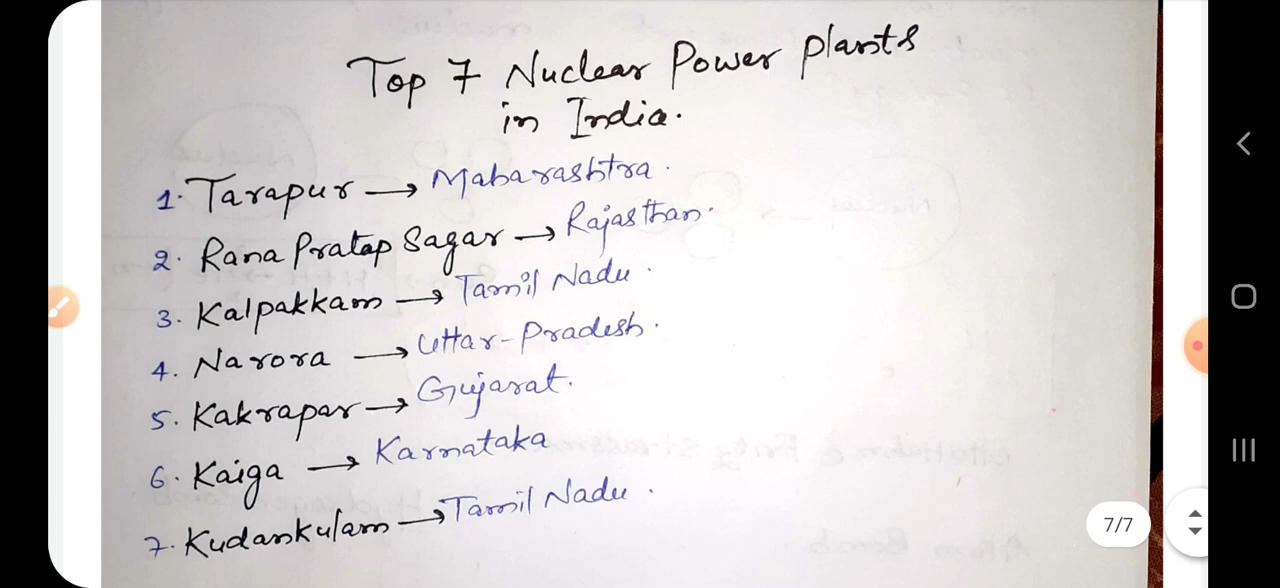 Top 7 Nuclear Power Plants
in India.
1. Tarapur → Maharashtra.
2. Rana Pratap Sagar → Rajasthan.
3. Kalpakkam → Tamil Nadu.
4. Narora → Uttar-Pradesh.
5. Kakrapar → Gujarat.
6. Kaiga → Karnataka
7. Kudankulam → Tamil Nadu.
7/7